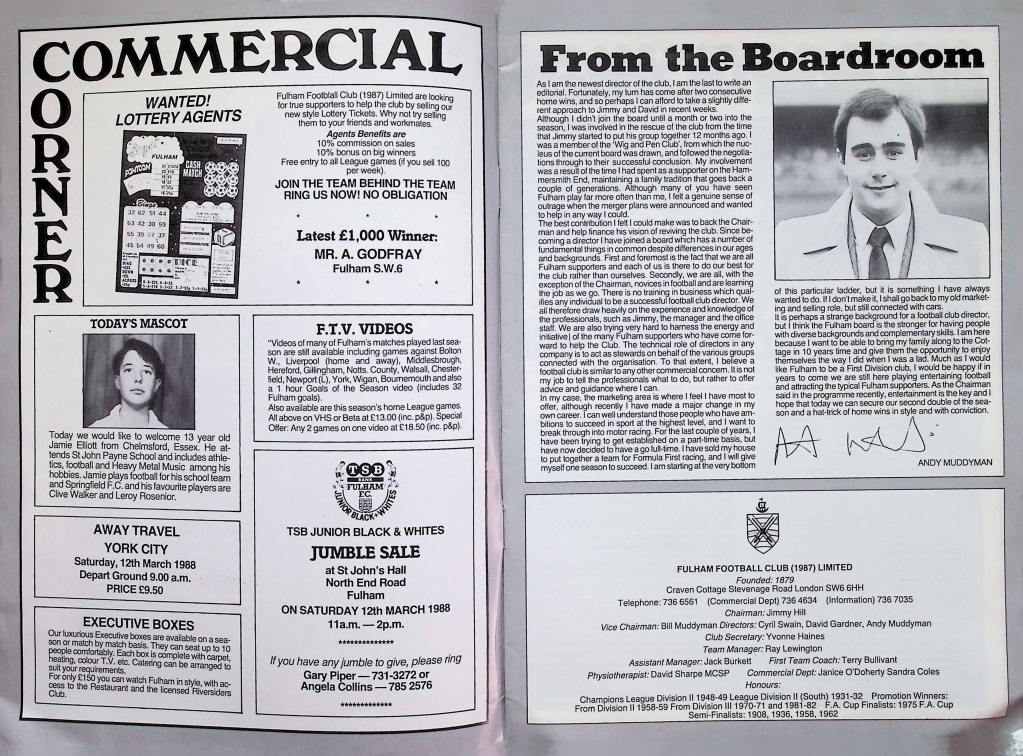 COMMERCIAL
CORNER
WANTED!
LOTTERY AGENTS
FULHAM
PONTOON
CASH
MATCH
Bingo
32 62 51 44
63 42 30 59
55 39 67 37
45 54 49 60
DICE
Fulham Footblall Club (1987) Limited are looking
for true supporters to help the club by selling our
new style Lottery Tickets. Why not try selling
them to your friends and workmates.
Agents Benefits are
10% commission on sales
10% bonus on big winners
Free entry to all League games (if you sell 100
per week).
JOIN THE TEAM BEHIND THE TEAM
RING US NOW! NO OBLIGATION
* * *
Latest £1,000 Winner:
MR. A. GODFRAY
Fulham S.W.6
* * *
TODAY'S MASCOT
Today we would like to welcome 13 year old
Jamie Elliott from Chelmsford, Essex. He at-
tends St John Payne School and includes athle-
tics, football and Heavy Metal Music among his
hobbies. Jamie plays football for his school team
and Springfield F.C. and his favourite players are
Clive Walker and Leroy Rosenior.
AWAY TRAVEL
YORK CITY
Saturday, 12th March 1988
Depart Ground 9.00 a.m.
PRICE £9.50
EXECUTIVE BOXES
Our luxurious Executive boxes are available on a sea-
son or match by match basis. They can seat up to 10
people comfortably. Each box is complete with carpet,
heating, colour T.V. etc. Catering can be arranged to
suit your requirements.
For only £150 you can watch Fulham in style, with ac-
cess to the Restaurant and the licensed Riversiders
Club.
F.T.V. VIDEOS
"Videos of many of Fulham's matches played last sea-
son are still available including games against Bolton
W., Liverpool (home and away), Middlesbrough,
Hereford, Gillingham, Notts. County, Walsall, Chester-
field, Newport (L), York, Wigan, Bournemouth and also
a 1 hour Goals of the Season video (includes 32
Fulham goals).
Also available are this season's home League games.
All above on VHS or Beta at £13.00 (inc. p&p). Special
Offer: Any 2 games on one video at £18.50 (inc. p&p).
TSB
BANK
FULHAM
F.C.
JUNIOR BLACK & WHITES
TSB JUNIOR BLACK & WHITES
JUMBLE SALE
at St John's Hall
North End Road
Fulham
ON SATURDAY 12th MARCH 1988
11a.m. — 2p.m.
**************
If you have any jumble to give, please ring
Gary Piper — 731-3272 or
Angela Collins — 785 2576
*************
From the Boardroom
As I am the newest director of the club, I am the last to write an
editorial. Fortunately, my turn has come after two consecutive
home wins, and so perhaps I can afford to take a slightly diffe-
rent approach to Jimmy and David in recent weeks.
Although I didn't join the board until a month or two into the
season, I was involved in the rescue of the club from the time
that Jimmy started to put his group together 12 months ago. I
was a member of the 'Wig and Pen Club', from which the nuc-
leus of the current board was drawn, and followed the negotia-
tions through to their successful conclusion. My involvement
was a result of the time I had spent as a supporter on the Ham-
mersmith End, maintaining a family tradition that goes back a
couple of generations. Although many of you have seen
Fulham play far more often than me, I felt a genuine sense of
outrage when the merger plans were announced and wanted
to help in any way I could.
The best contribution I felt I could make was to back the Chair-
man and help finance his vision of reviving the club. Since be-
coming a director I have joined a board which has a number of
fundamental things in common despite differences in our ages
and backgrounds. First and foremost is the fact that we are all
Fulham supporters and each of us is there to do our best for
the club rather than ourselves. Secondly, we are all, with the
exception of the Chairman, novices in football and are learning
the job as we go. There is no training in business which qual-
ifies any individual to be a successful football club director. We
all therefore draw heavily on the experience and knowledge of
the professionals, such as Jimmy, the manager and the office
staff. We are also trying very hard to harness the energy and
initiative) of the many Fulham supporters who have come for-
ward to help the Club. The technical role of directors in any
company is to act as stewards on behalf of the various groups
connected with the organisation. To that extent, I believe a
football club is similar to any other commercial concern. It is not
my job to tell the professionals what to do, but rather to offer
advice and guidance where I can.
In my case, the marketing area is where I feel I have most to
offer, although recently I have made a major change in my
own career. I can well understand those people who have am-
bitions to succeed in sport at the highest level, and I want to
break through into motor racing. For the last couple of years, I
have been trying to get established on a part-time basis, but
have now decided to have a go full-time. I have sold my house
to put together a team for Formula First racing, and I will give
myself one season to succeed. I am starting at the very bottom
of this particular ladder, but it is something I have always
wanted to do. If I don't make it, I shall go back to my old market-
ing and selling role, but still connected with cars.
It is perhaps a strange background for a football club director,
but I think the Fulham board is the stronger for having people
with diverse backgrounds and complementary skills. I am here
because I want to be able to bring my family along to the Cot-
tage in 10 years time and give them the opportunity to enjoy
themselves the way I did when I was a lad. Much as I would
like Fulham to be a First Division club, I would be happy if in
years to come we are still here playing entertaining football
and attracting the typical Fulham supporters. As the Chairman
said in the programme recently, entertainment is the key and I
hope that today we can secure our second double of the sea-
son and a hat-trick of home wins in style and with conviction.
ANDY MUDDYMAN
FULHAM FOOTBALL CLUB (1987) LIMITED
Founded: 1879
Craven Cottage Stevenage Road London SW6 6HH
Telephone: 736 6561 (Commercial Dept) 736 4634 (Information) 736 7035
Chairman: Jimmy Hill
Vice Chairman: Bill Muddyman Directors: Cyril Swain, David Gardner, Andy Muddyman
Club Secretary: Yvonne Haines
Team Manager: Ray Lewington
Assistant Manager: Jack Burkett First Team Coach: Terry Bullivant
Physiotherapist: David Sharpe MCSP Commercial Dept: Janice O'Doherty Sandra Coles
Honours:
Champions League Division II 1948-49 League Division II (South) 1931-32 Promotion Winners:
From Division II 1958-59 From Division III 1970-71 and 1981-82 F.A. Cup Finalists: 1975 F.A. Cup
Semi-Finalists: 1908, 1936, 1958, 1962